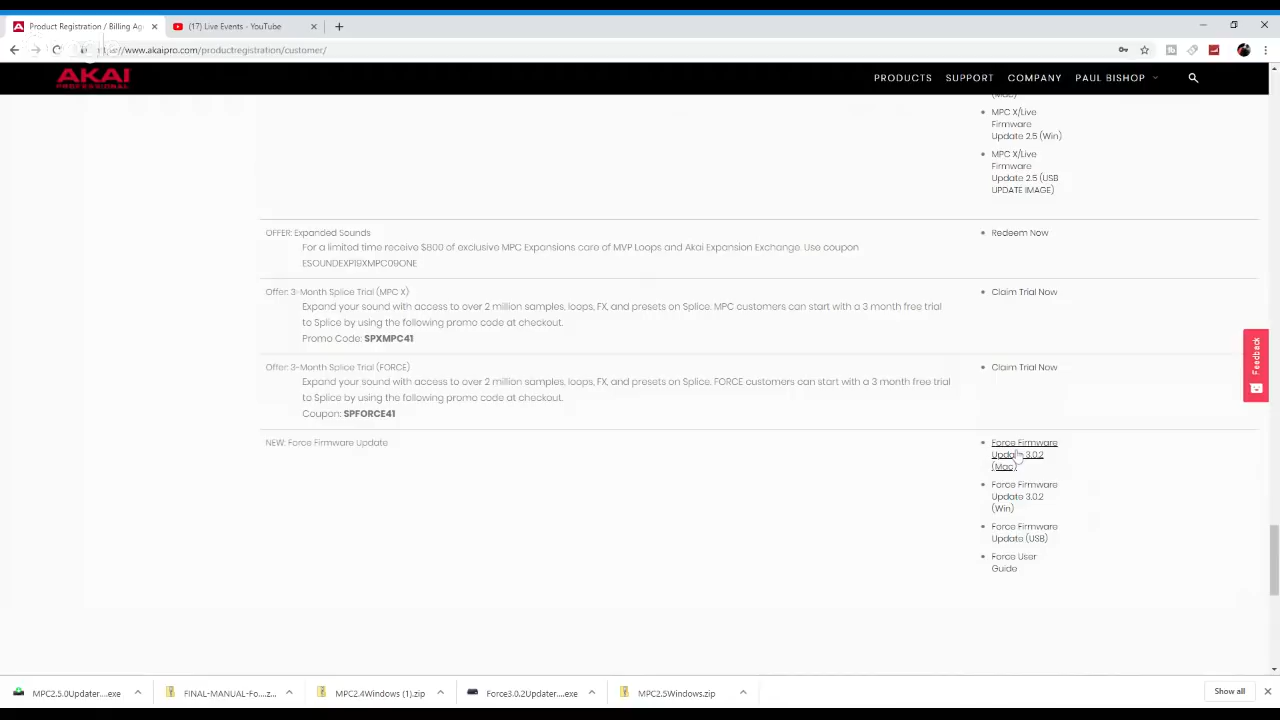 Product Registration / Billing Ag
(17) Live Events - YouTube
https://www.akaipro.com/productregistration/customer/
AKAI
PROFESSIONAL
PRODUCTS SUPPORT COMPANY PAUL BISHOP
(Mac)
MPC X/Live
Firmware
Update 2.5 (Win)
MPC X/Live
Firmware
Update 2.5 (USB
UPDATE IMAGE)
OFFER: Expanded Sounds
For a limited time receive $800 of exclusive MPC Expansions care of MVP Loops and Akai Expansion Exchange. Use coupon
ESOUNDEXP19XMPC09ONE
Redeem Now
Offer: 3-Month Splice Trial (MPC X)
Expand your sound with access to over 2 million samples, loops, FX, and presets on Splice. MPC customers can start with a 3 month free trial
to Splice by using the following promo code at checkout.
Promo Code: SPXMPC41
Claim Trial Now
Offer: 3-Month Splice Trial (FORCE)
Expand your sound with access to over 2 million samples, loops, FX, and presets on Splice. FORCE customers can start with a 3 month free trial
to Splice by using the following promo code at checkout.
Coupon: SPFORCE41
Claim Trial Now
NEW: Force Firmware Update
Force Firmware
Update 3.0.2
(Mac)
Force Firmware
Update 3.0.2
(Win)
Force Firmware
Update (USB)
Force User
Guide
Feedback
MPC2.5.0Updater....exe
FINAL-MANUAL-Fo....z...
MPC2.4Windows (1).zip
Force3.0.2Updater....exe
MPC2.5Windows.zip
Show all